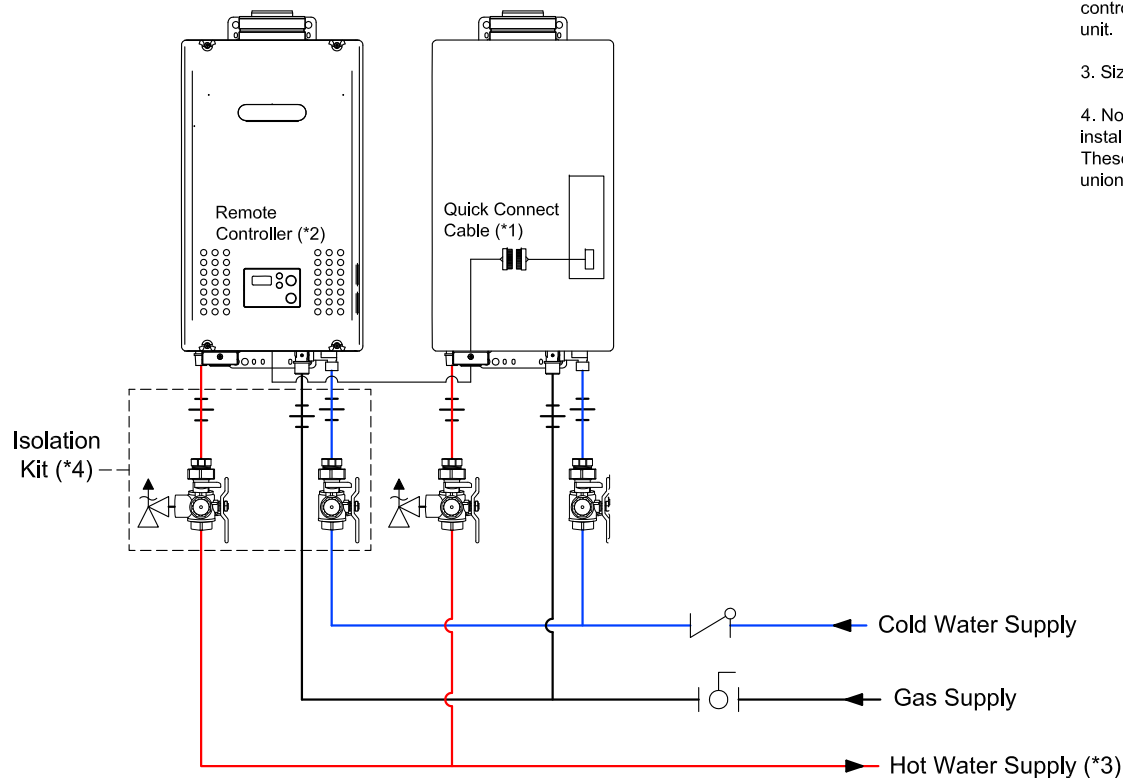 contro
unit.
3. Siz
4. No
instal
These
union
Remote
Controller (*2)
Quick Connect
Cable (*1)
Isolation
Kit (*4)
Cold Water Supply
Gas Supply
Hot Water Supply (*3)